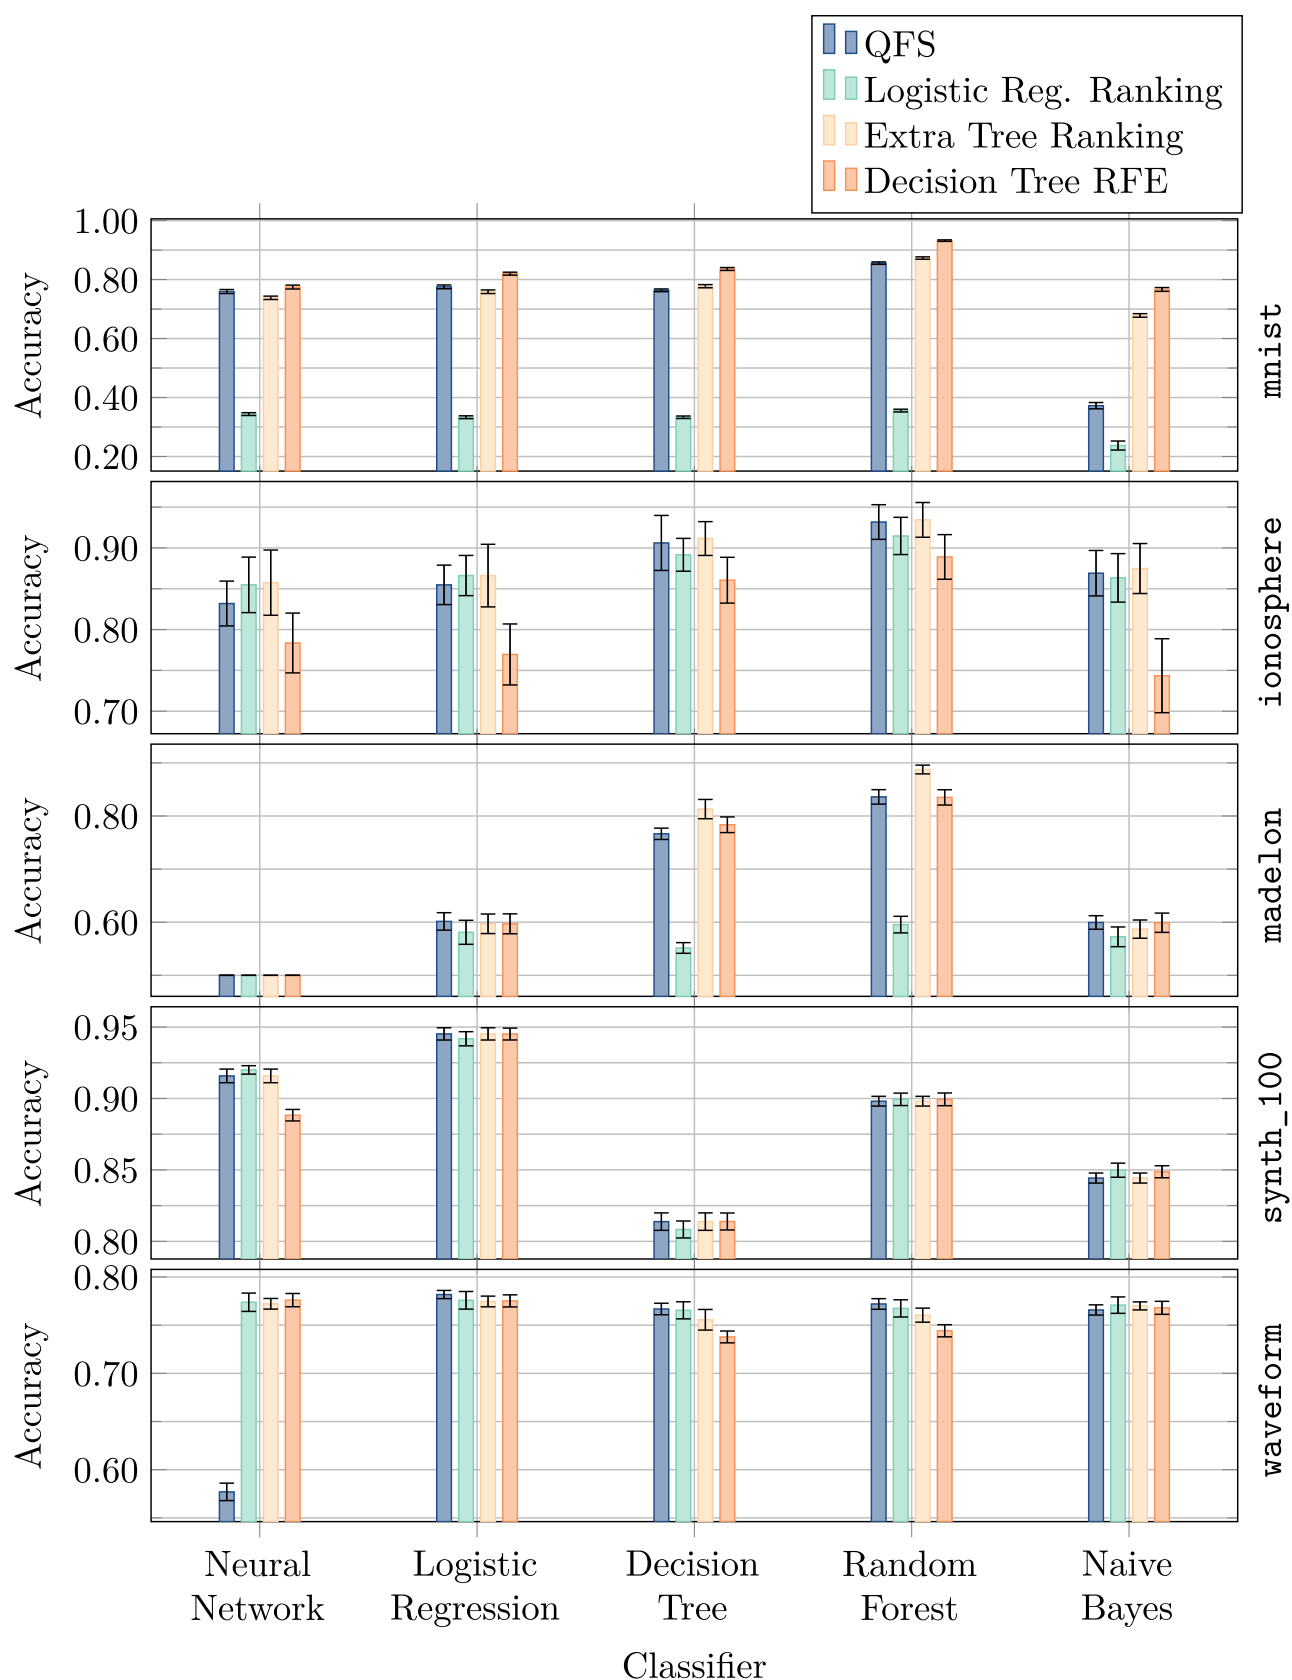 QFS
Logistic Reg. Ranking
Extra Tree Ranking
Decision Tree RFE
1.00
0.80
0.60
0.40
0.20
Accuracy
mnist
0.90
0.80
0.70
Accuracy
ionosphere
0.80
0.60
Accuracy
madelon
0.95
0.90
0.85
0.80
Accuracy
synth_100
0.80
0.70
0.60
Accuracy
waveform
Neural
Network
Logistic
Regression
Decision
Tree
Random
Forest
Naive
Bayes
Classifier